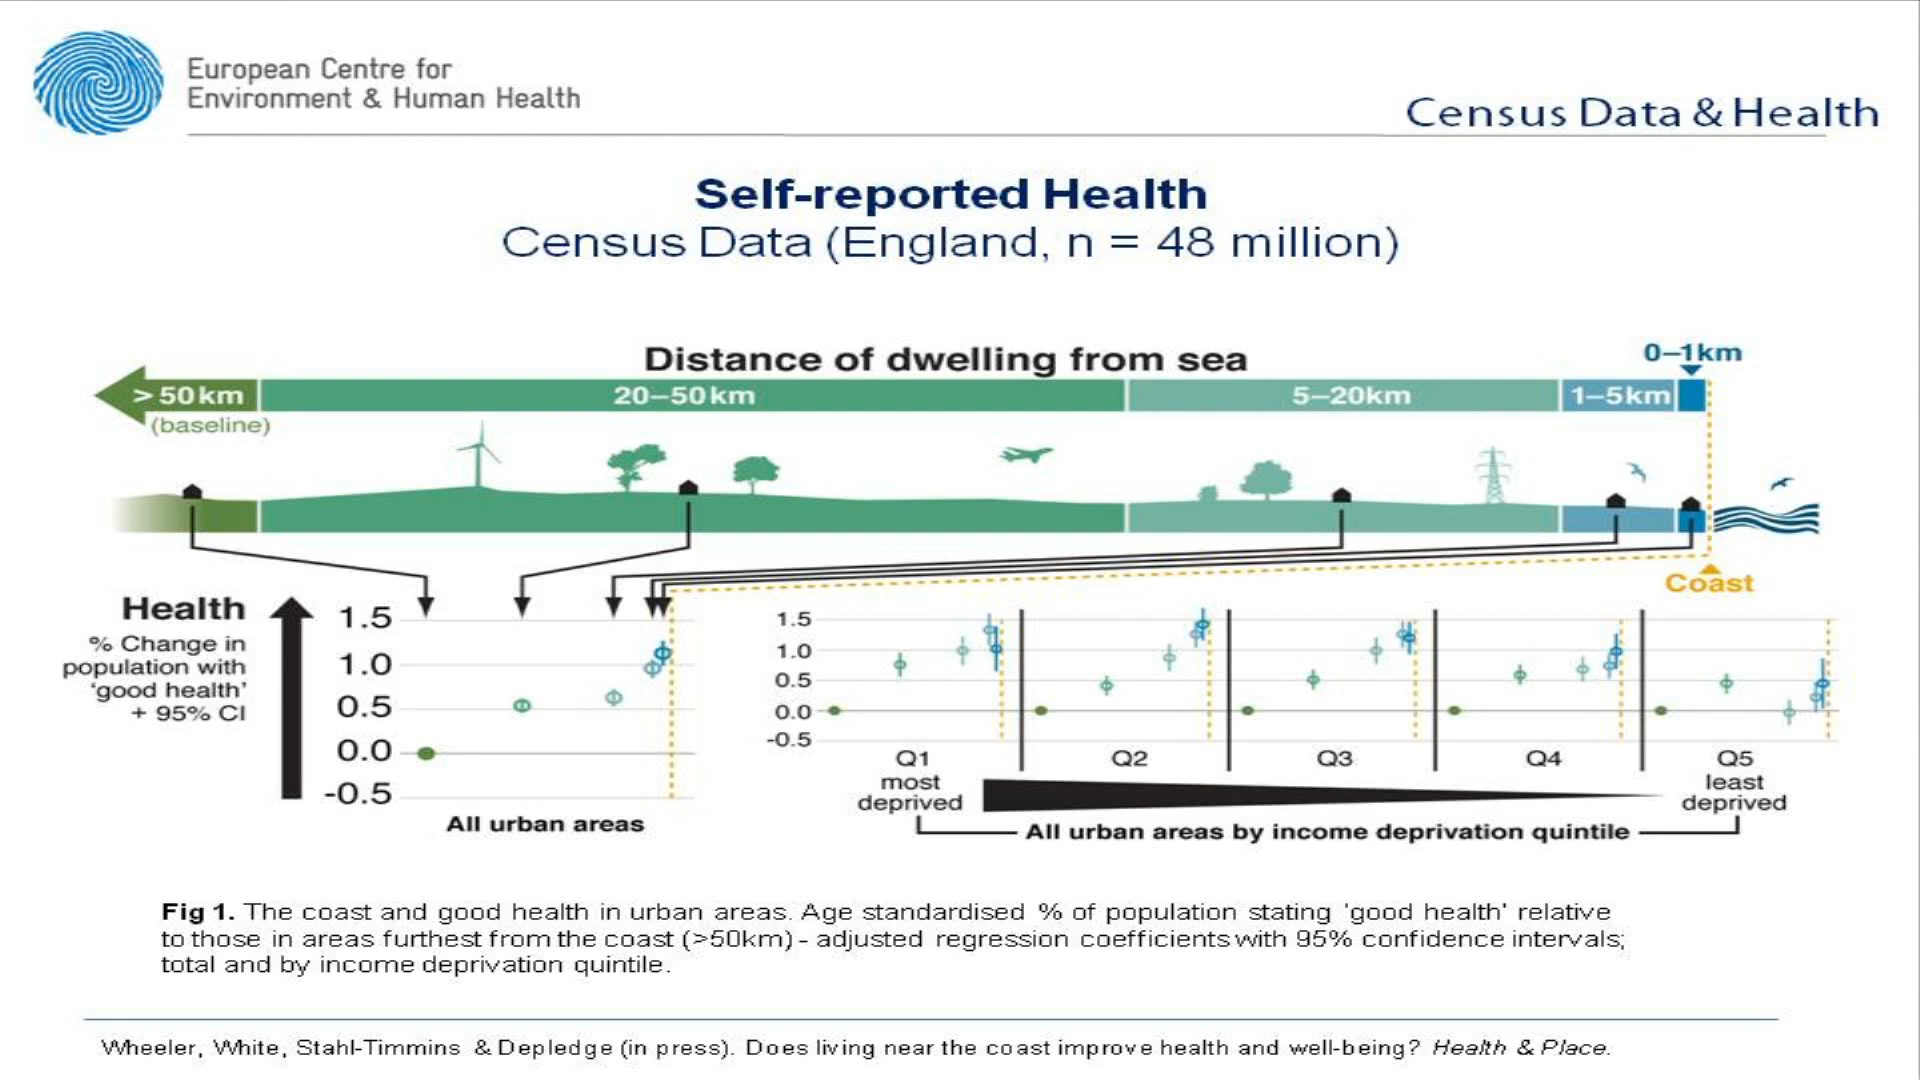 European Centre for
Environment & Human Health
Census Data & Health
Self-reported Health
Census Data (England, n = 48 million)
Distance of dwelling from sea
0–1km
> 50km
20–50km
5–20km
1–5km
(baseline)
Coast
Health
% Change in
population with
'good health'
+ 95% CI
1.5
1.0
0.5
0.0
-0.5
All urban areas
1.5
1.0
0.5
0.0
-0.5
Q1
most
deprived
Q2
Q3
Q4
Q5
least
deprived
All urban areas by income deprivation quintile
Fig 1. The coast and good health in urban areas. Age standardised % of population stating 'good health' relative
to those in areas furthest from the coast (>50km) - adjusted regression coefficients with 95% confidence intervals;
total and by income deprivation quintile.
Wheeler, White, Stahl-Timmins & Depledge (in press). Does living near the coast improve health and well-being? Health & Place.